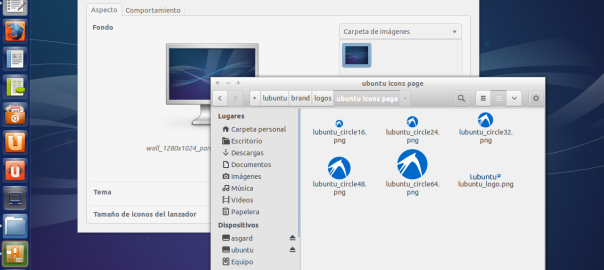 Aspecto Comportamiento
Fondo
Carpeta de imágenes
wall_1280x1024_pan
Tema
Tamaño de iconos del lanzador
ubuntu icons page
lubuntu brand logos ubuntu icons page
Lugares
Carpeta personal
Escritorio
Descargas
Documentos
Imágenes
Música
Vídeos
Papelera
Dispositivos
asgard
ubuntu
Equipo
lubuntu_circle16.
png
lubuntu_circle24.
png
lubuntu_circle32.
png
lubuntu_circle48.
png
lubuntu_circle64.
png
lubuntu
lubuntu_logo.png